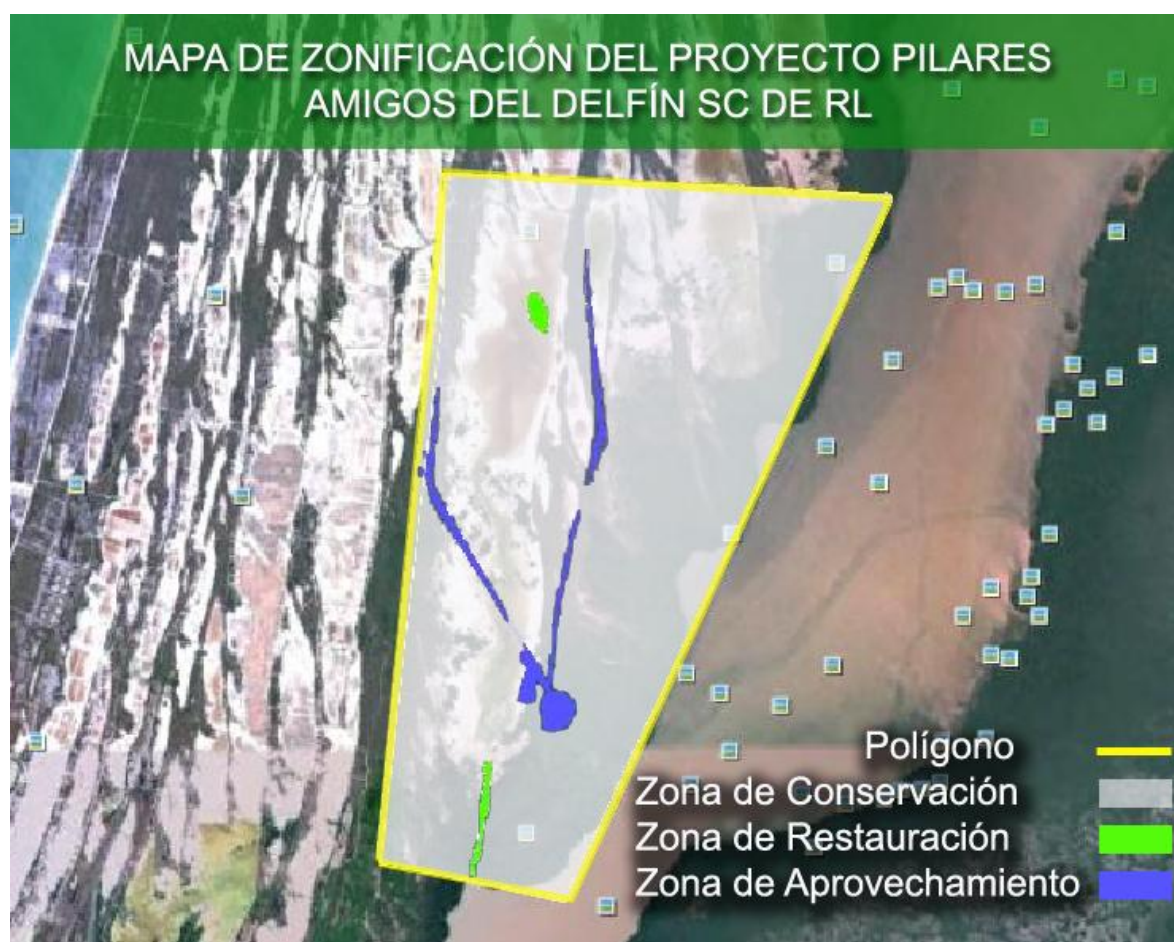 MAPA DE ZONIFICACIÓN DEL PROYECTO PILARES
AMIGOS DEL DELFÍN SC DE RL
Polígono
Zona de Conservación
Zona de Restauración
Zona de Aprovechamiento